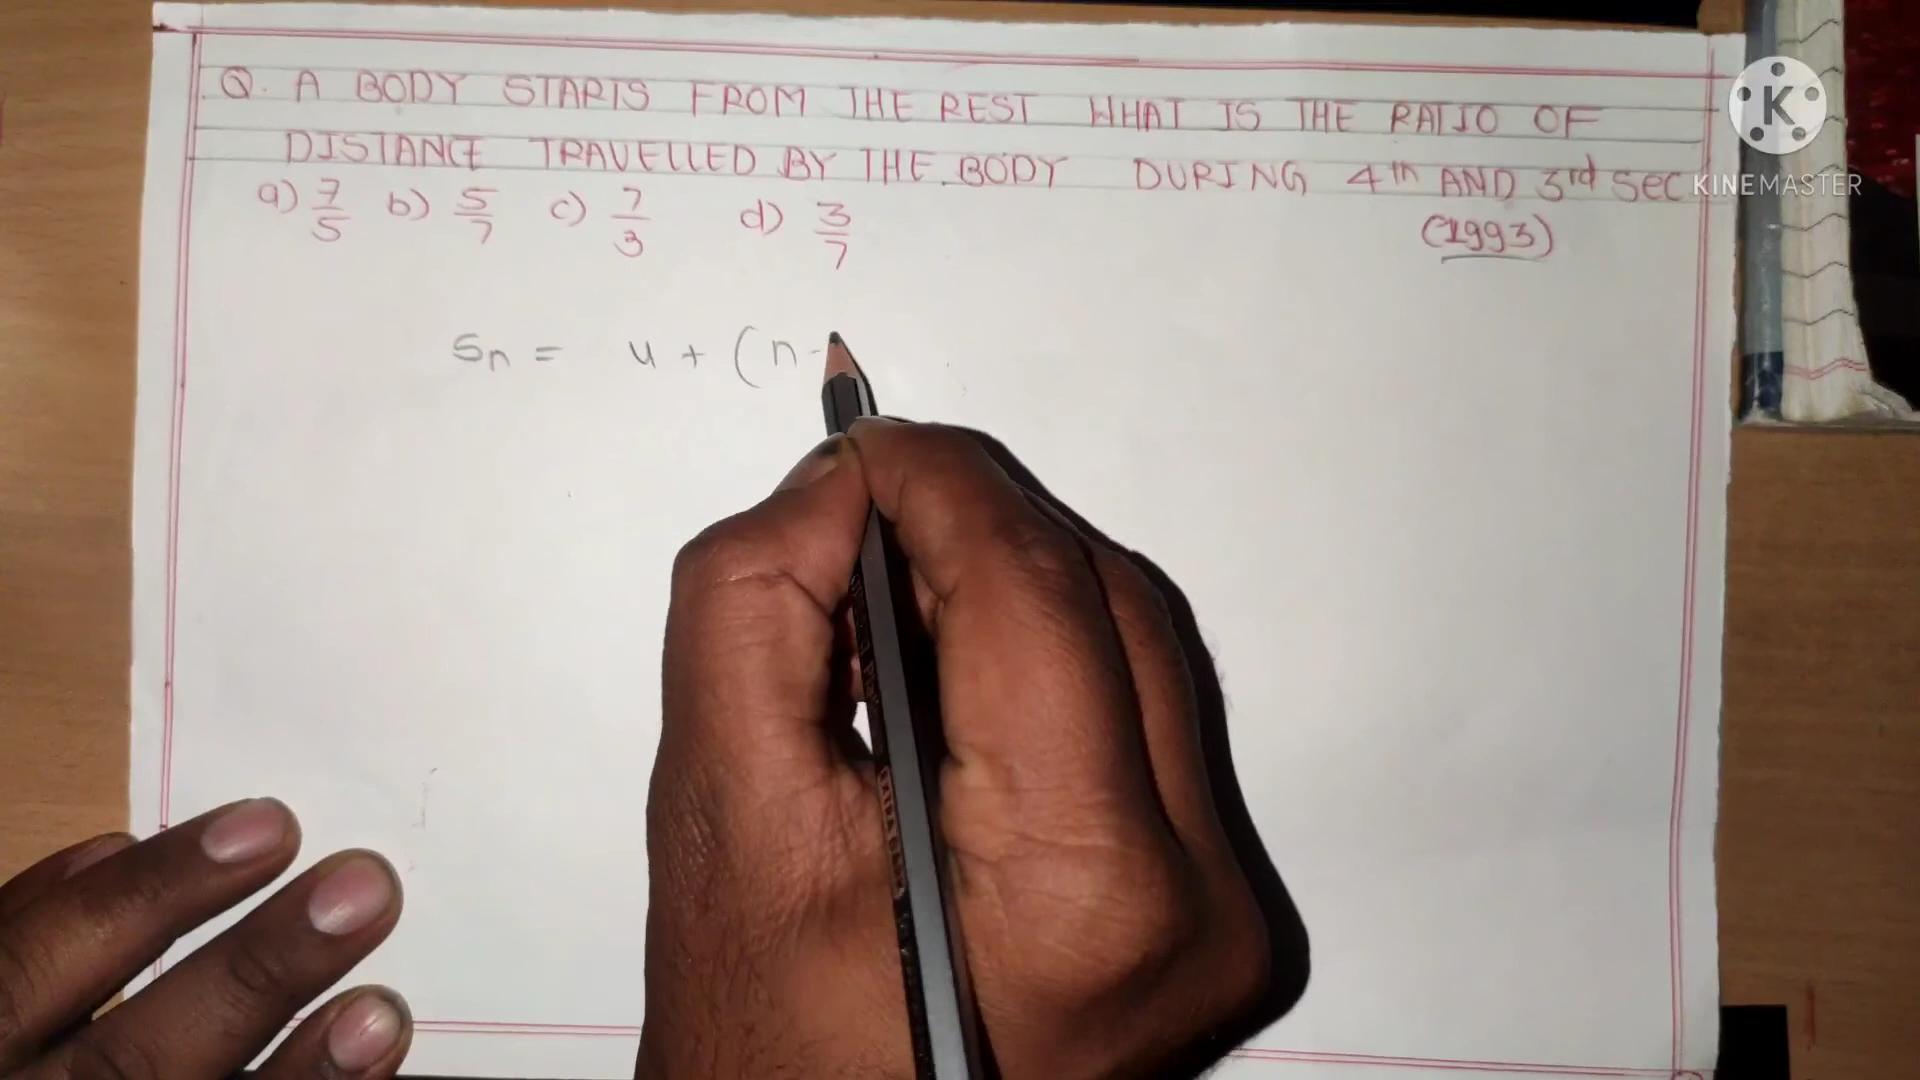 Q. A BODY STARTS FROM THE REST WHAT IS THE RATIO OF
DISTANCE TRAVELLED BY THE BODY DURING 4th AND 3rd SEC
a) 7/5 b) 5/7 c) 7/3 d) 3/7
(1993)
Sn = u + (n -
K
KINEMASTER